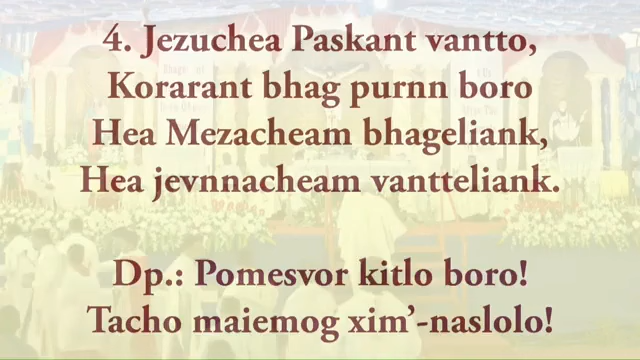 4. Jezuchea Paskant vantto,
Korarant bhag purnn boro
Hea Mezacheam bhageliank,
Hea jevnnacheam vantteliank.
Dp.: Pomesvor kitlo boro!
Tacho maiemog xim’-naslolo!